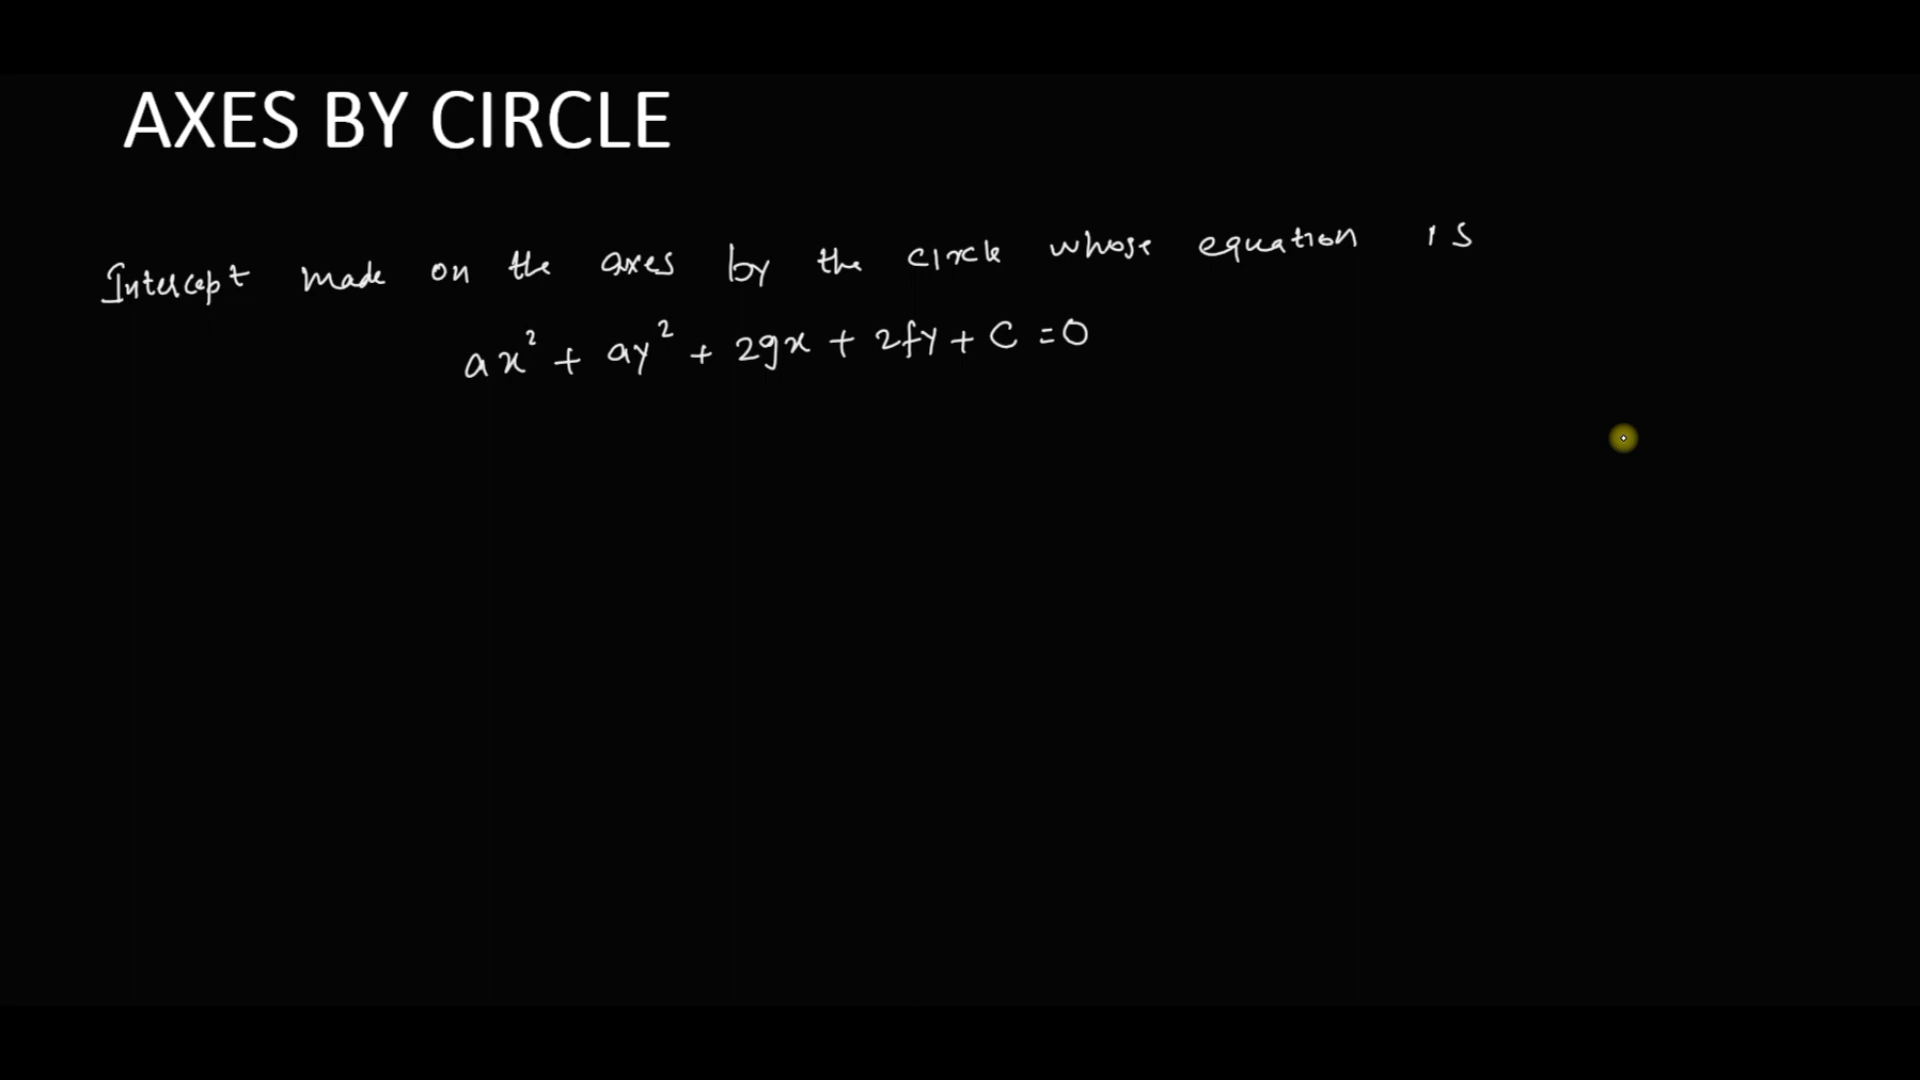 AXES BY CIRCLE
Intercept made on the axes by the circle whose equation is
ax² + ay² + 2gx + 2fy + C = 0